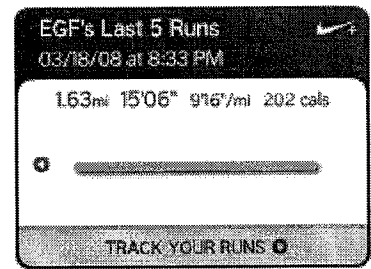 EGF's Last 5 Runs
03/18/08 at 8:33 PM
1.63mi 15'06" 9'16"/mi 202 cals
TRACK YOUR RUNS